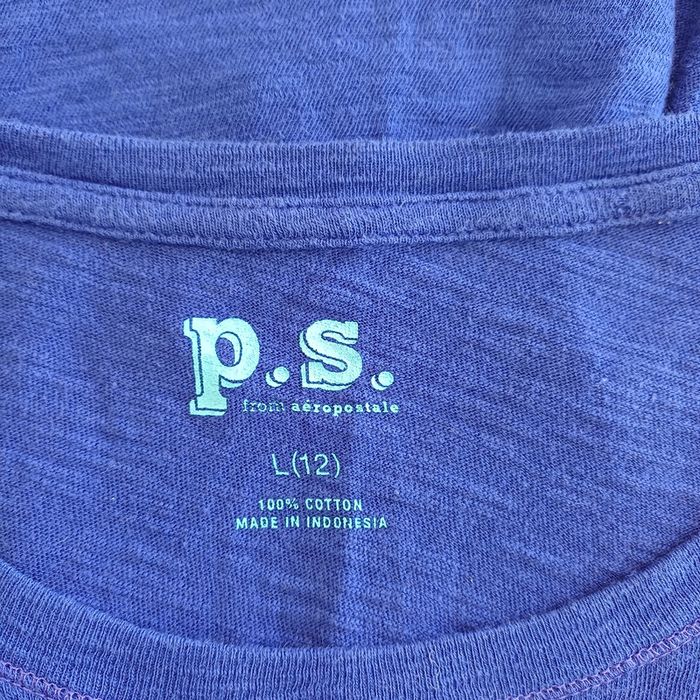 p.s.
from aéropostale
L(12)
100% COTTON
MADE IN INDONESIA